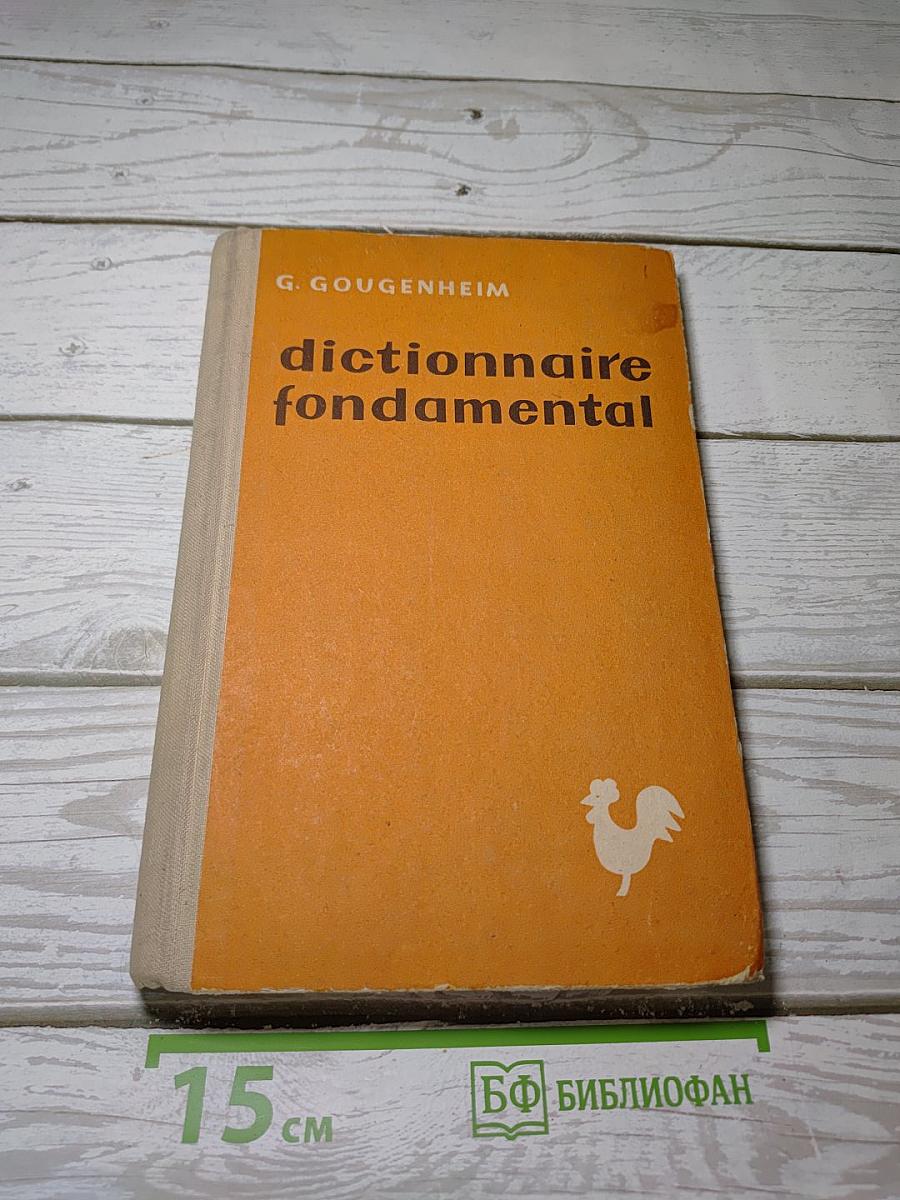 G. GOUGENHEIM
dictionnaire
fondamental
15 см
БФ БИБЛИОФАН